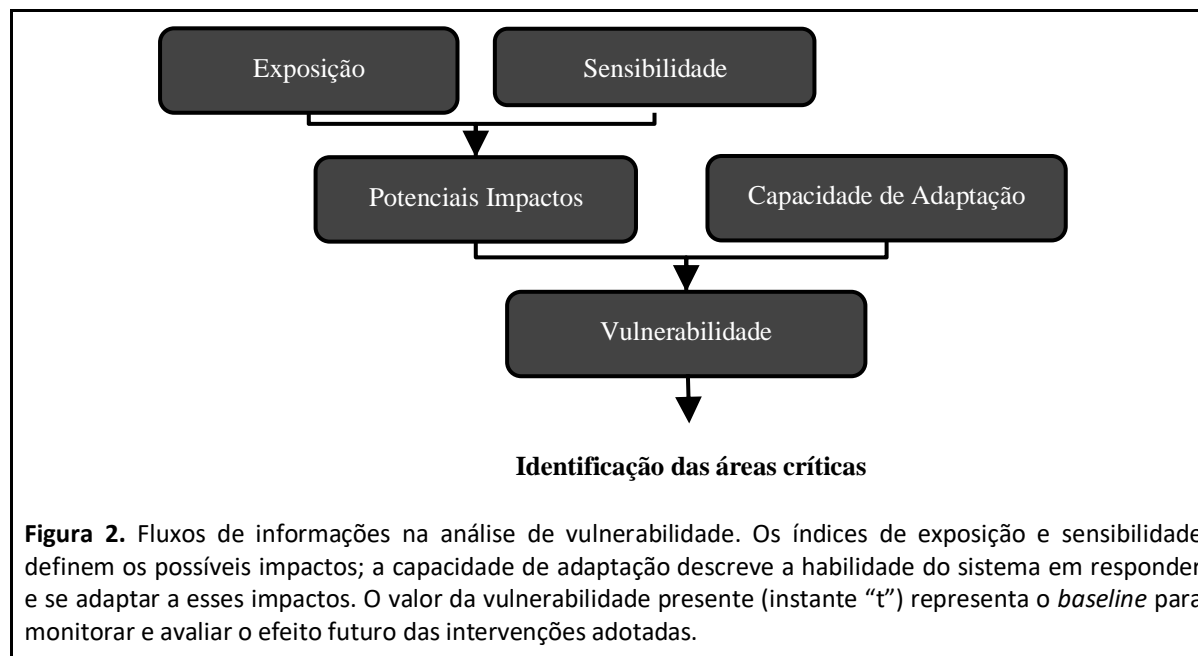 Exposição
Sensibilidade
Potenciais Impactos
Capacidade de Adaptação
Vulnerabilidade
Identificação das áreas críticas
Figura 2. Fluxos de informações na análise de vulnerabilidade. Os índices de exposição e sensibilidade
definem os possíveis impactos; a capacidade de adaptação descreve a habilidade do sistema em responder
e se adaptar a esses impactos. O valor da vulnerabilidade presente (instante “t”) representa o baseline para
monitorar e avaliar o efeito futuro das intervenções adotadas.